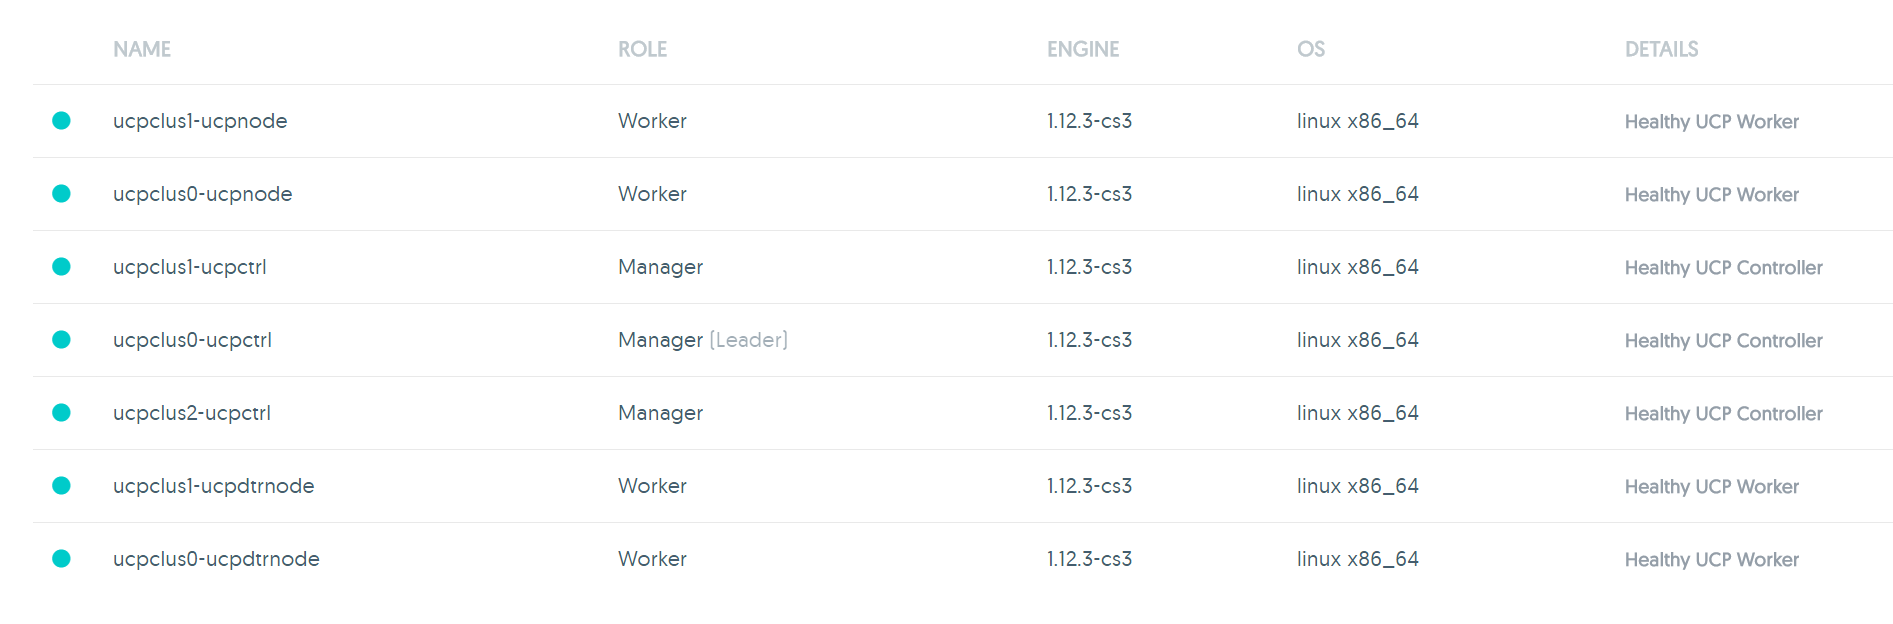 NAME ROLE ENGINE OS DETAILS
ucpclus1-ucpnode Worker 1.12.3-cs3 linux x86_64 Healthy UCP Worker
ucpclus0-ucpnode Worker 1.12.3-cs3 linux x86_64 Healthy UCP Worker
ucpclus1-ucpctrl Manager 1.12.3-cs3 linux x86_64 Healthy UCP Controller
ucpclus0-ucpctrl Manager (Leader) 1.12.3-cs3 linux x86_64 Healthy UCP Controller
ucpclus2-ucpctrl Manager 1.12.3-cs3 linux x86_64 Healthy UCP Controller
ucpclus1-ucpdtrnode Worker 1.12.3-cs3 linux x86_64 Healthy UCP Worker
ucpclus0-ucpdtrnode Worker 1.12.3-cs3 linux x86_64 Healthy UCP Worker